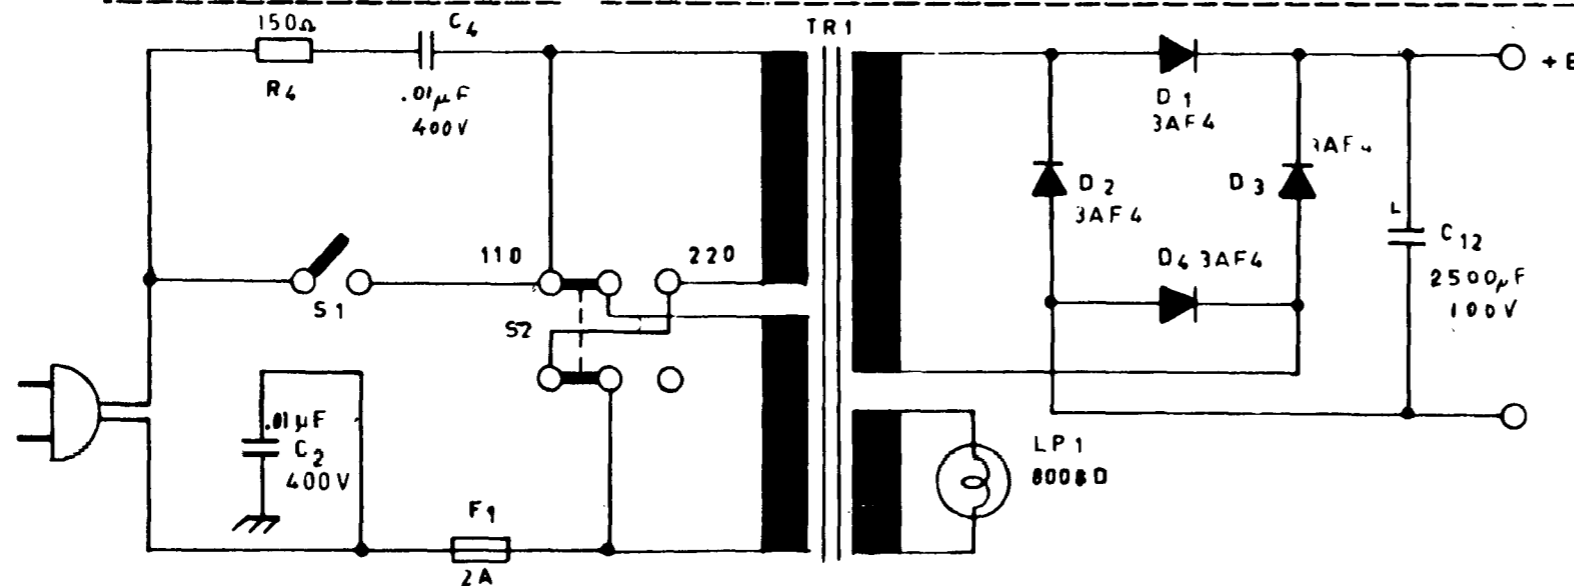 150Ω
C4
TR1
R4
.01µF
400V
+
D1
3AF4
3AF4
D2
3AF4
D3
L
C12
2500µF
100V
110
220
D4 3AF4
S1
S2
.01µF
C2
400V
LP1
F1
2A